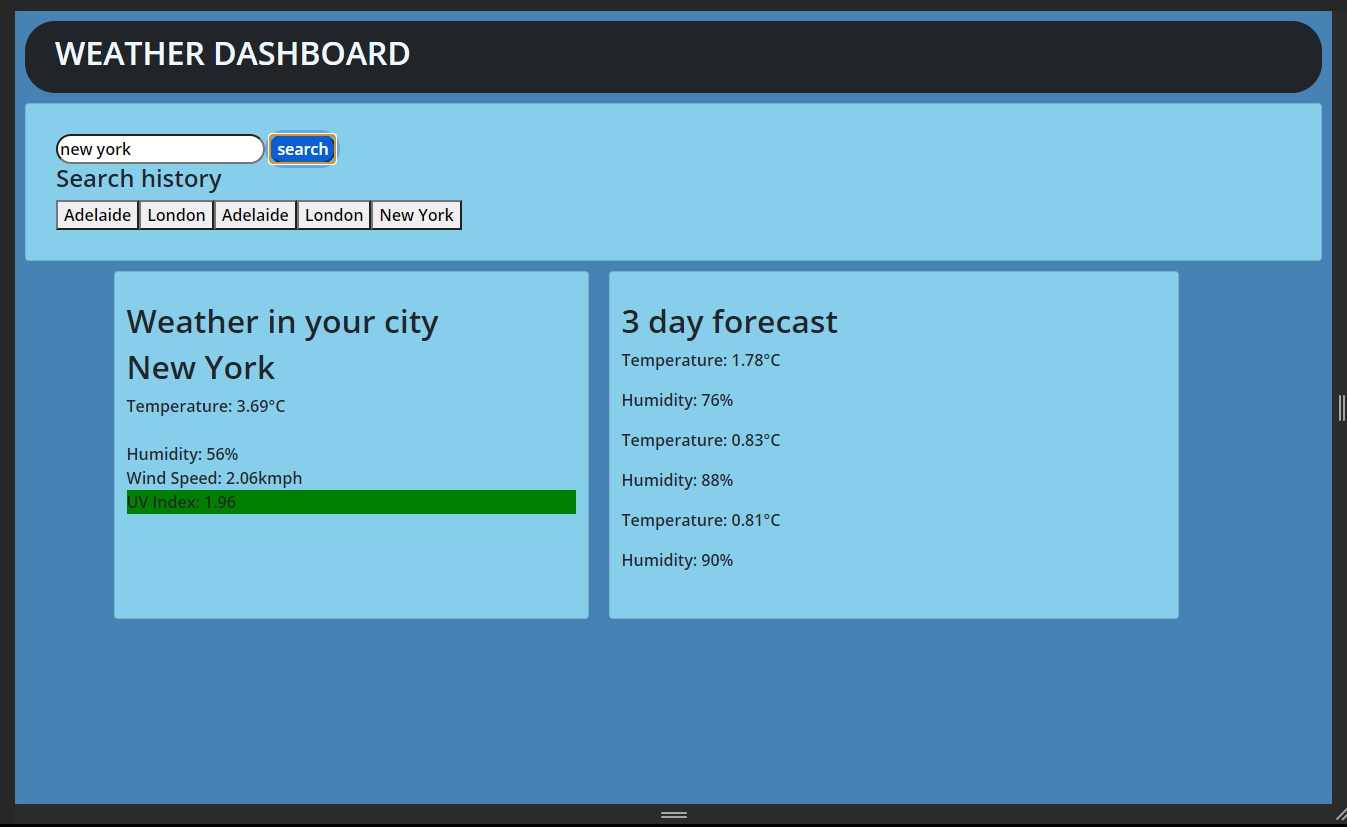 WEATHER DASHBOARD
new york search
Search history
Adelaide London Adelaide London New York
Weather in your city
New York
Temperature: 3.69°C
Humidity: 56%
Wind Speed: 2.06kmph
UV Index: 1.96
3 day forecast
Temperature: 1.78°C
Humidity: 76%
Temperature: 0.83°C
Humidity: 88%
Temperature: 0.81°C
Humidity: 90%